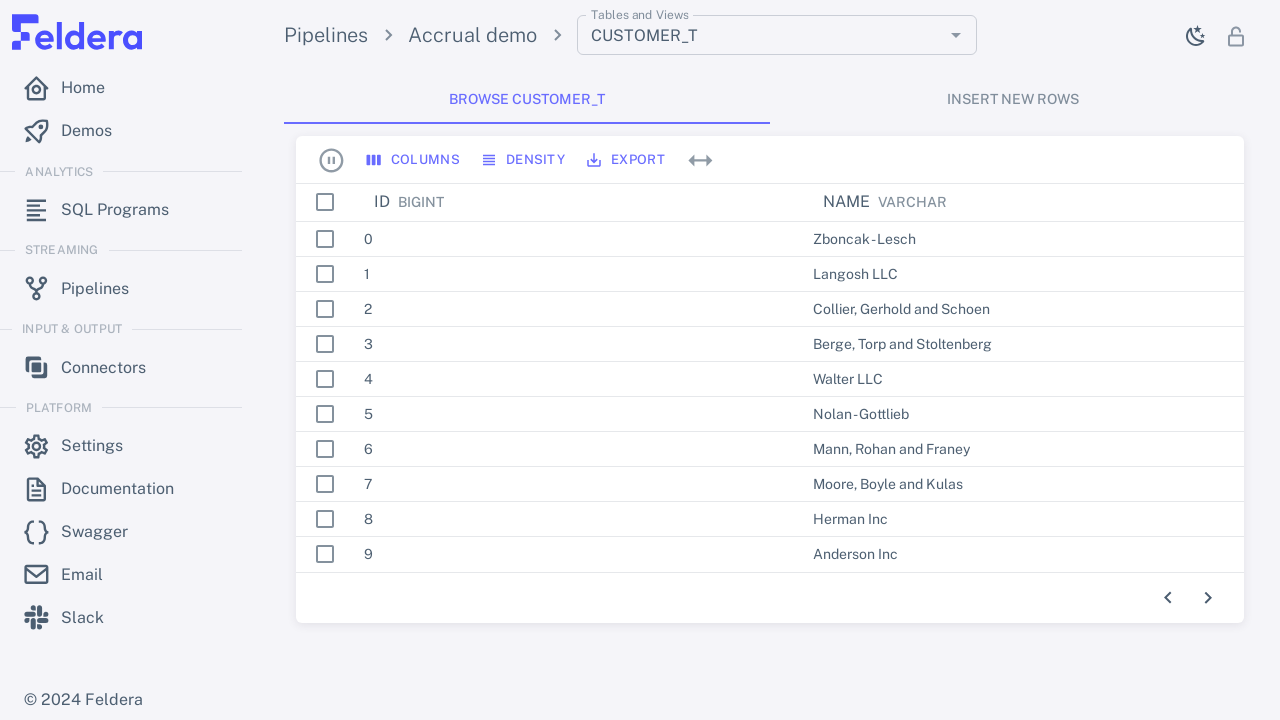 Feldera
Home
Demos
ANALYTICS
SQL Programs
STREAMING
Pipelines
INPUT & OUTPUT
Connectors
PLATFORM
Settings
Documentation
Swagger
Email
Slack
© 2024 Feldera
Pipelines > Accrual demo >
Tables and Views
CUSTOMER_T
BROWSE CUSTOMER_T
INSERT NEW ROWS
COLUMNS DENSITY EXPORT
ID BIGINT NAME VARCHAR
0 Zboncak-Lesch
1 Langosh LLC
2 Collier, Gerhold and Schoen
3 Berge, Torp and Stoltenberg
4 Walter LLC
5 Nolan-Gottlieb
6 Mann, Rohan and Franey
7 Moore, Boyle and Kulas
8 Herman Inc
9 Anderson Inc